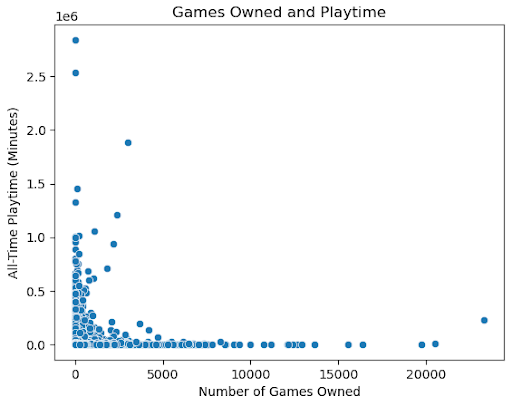 Games Owned and Playtime
1e6
2.5
2.0
1.5
1.0
0.5
0.0
All-Time Playtime (Minutes)
0 5000 10000 15000 20000
Number of Games Owned